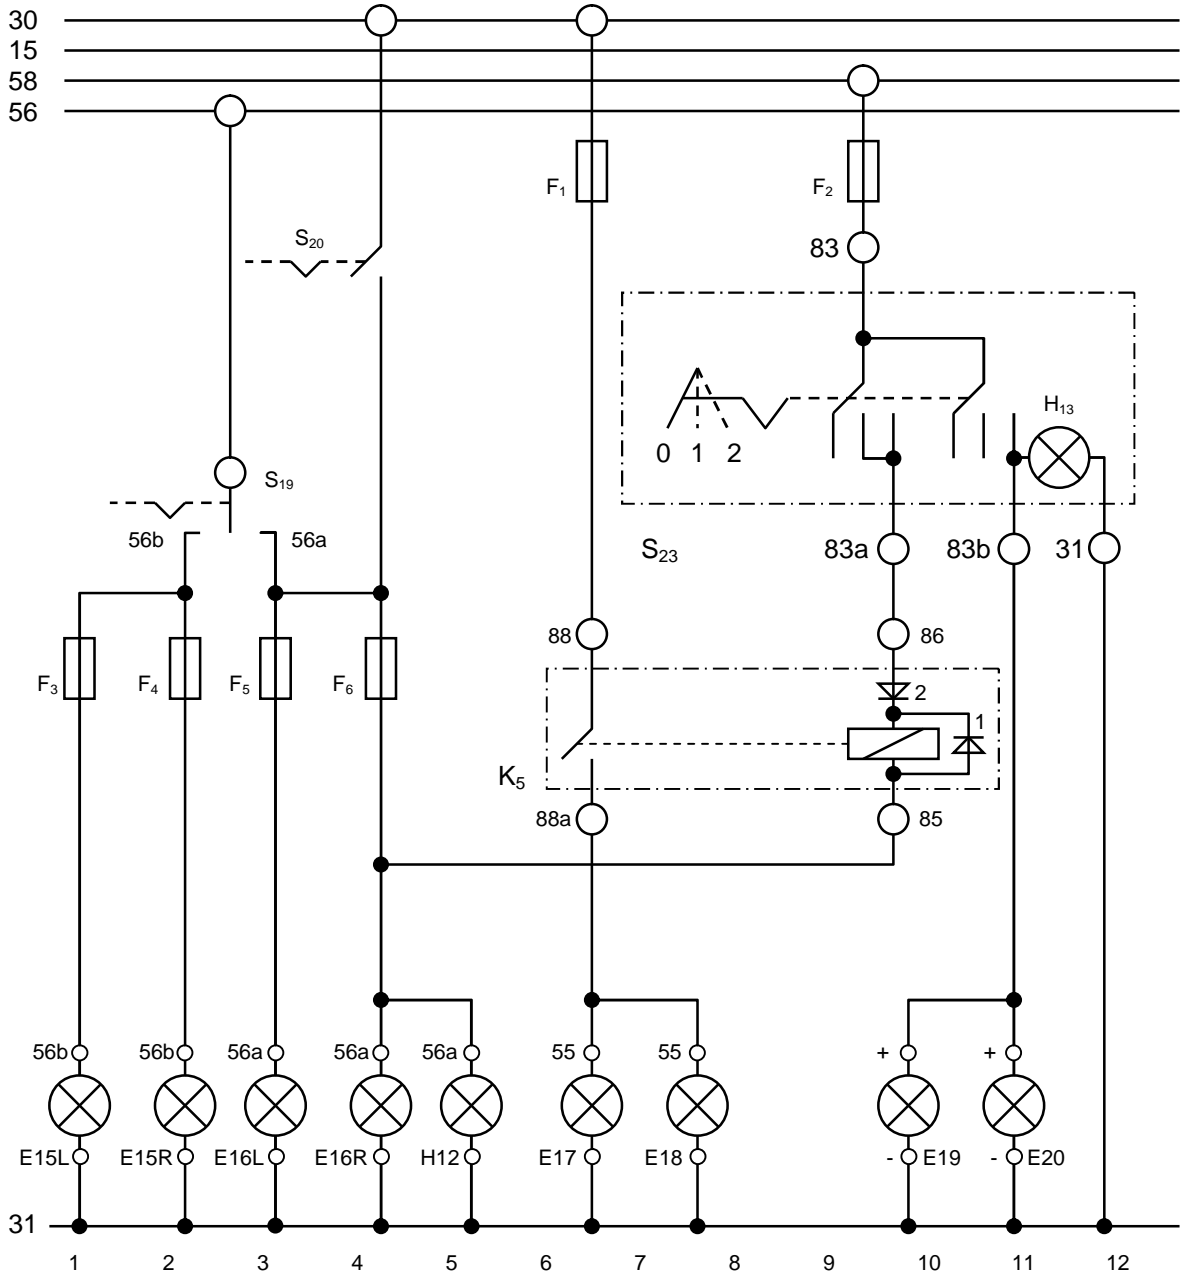 30
15
58
56
F1 F2
S20 83
H13
0 1 2
S19
56b 56a
S23 83a 83b 31
88 86
F3 F4 F5 F6 2
1
K5
88a 85
56b 56b 56a 56a 56a 55 55 + +
E15L E15R E16L E16R H12 E17 E18 - E19 - E20
31
1 2 3 4 5 6 7 8 9 10 11 12